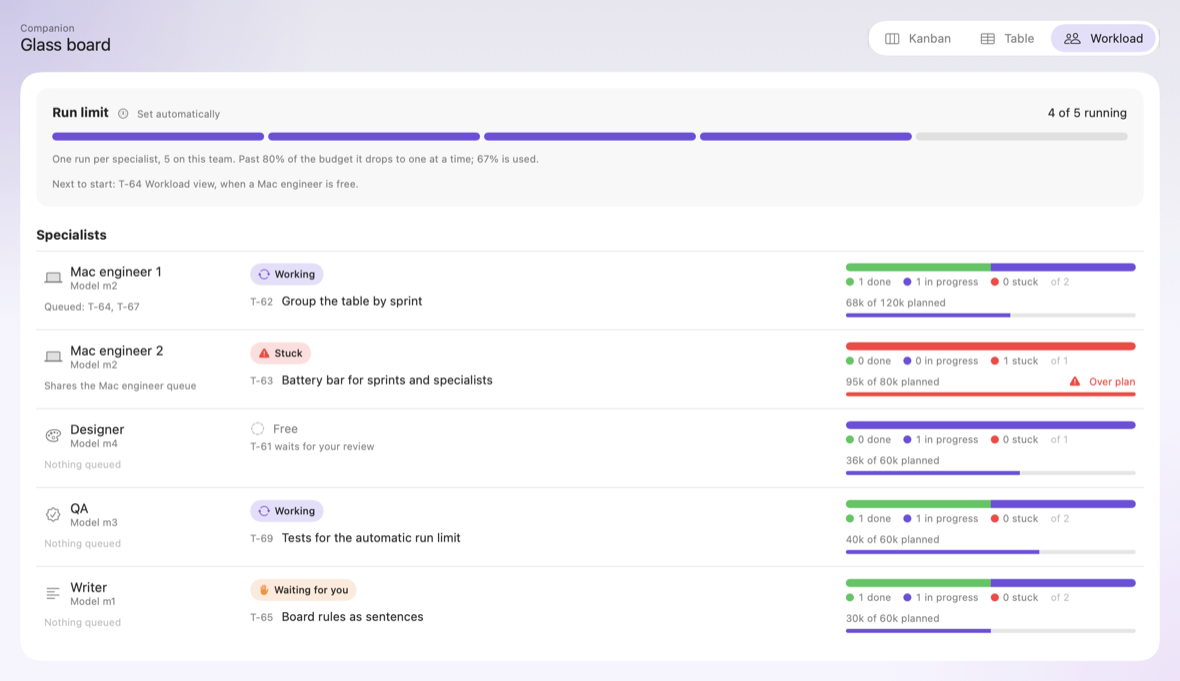 Companion
Glass board
Kanban
Table
Workload
Run limit
Set automatically
4 of 5 running
One run per specialist, 5 on this team. Past 80% of the budget it drops to one at a time; 67% is used.
Next to start: T-64 Workload view, when a Mac engineer is free.
Specialists
Mac engineer 1
Model m2
Queued: T-64, T-67
Working
T-62 Group the table by sprint
1 done 1 in progress 0 stuck of 2
68k of 120k planned
Mac engineer 2
Model m2
Shares the Mac engineer queue
Stuck
T-63 Battery bar for sprints and specialists
0 done 0 in progress 1 stuck of 1
95k of 80k planned
Over plan
Designer
Model m4
Nothing queued
Free
T-61 waits for your review
0 done 1 in progress 0 stuck of 1
36k of 60k planned
QA
Model m3
Nothing queued
Working
T-69 Tests for the automatic run limit
1 done 1 in progress 0 stuck of 2
40k of 60k planned
Writer
Model m1
Nothing queued
Waiting for you
T-65 Board rules as sentences
1 done 1 in progress 0 stuck of 2
30k of 60k planned